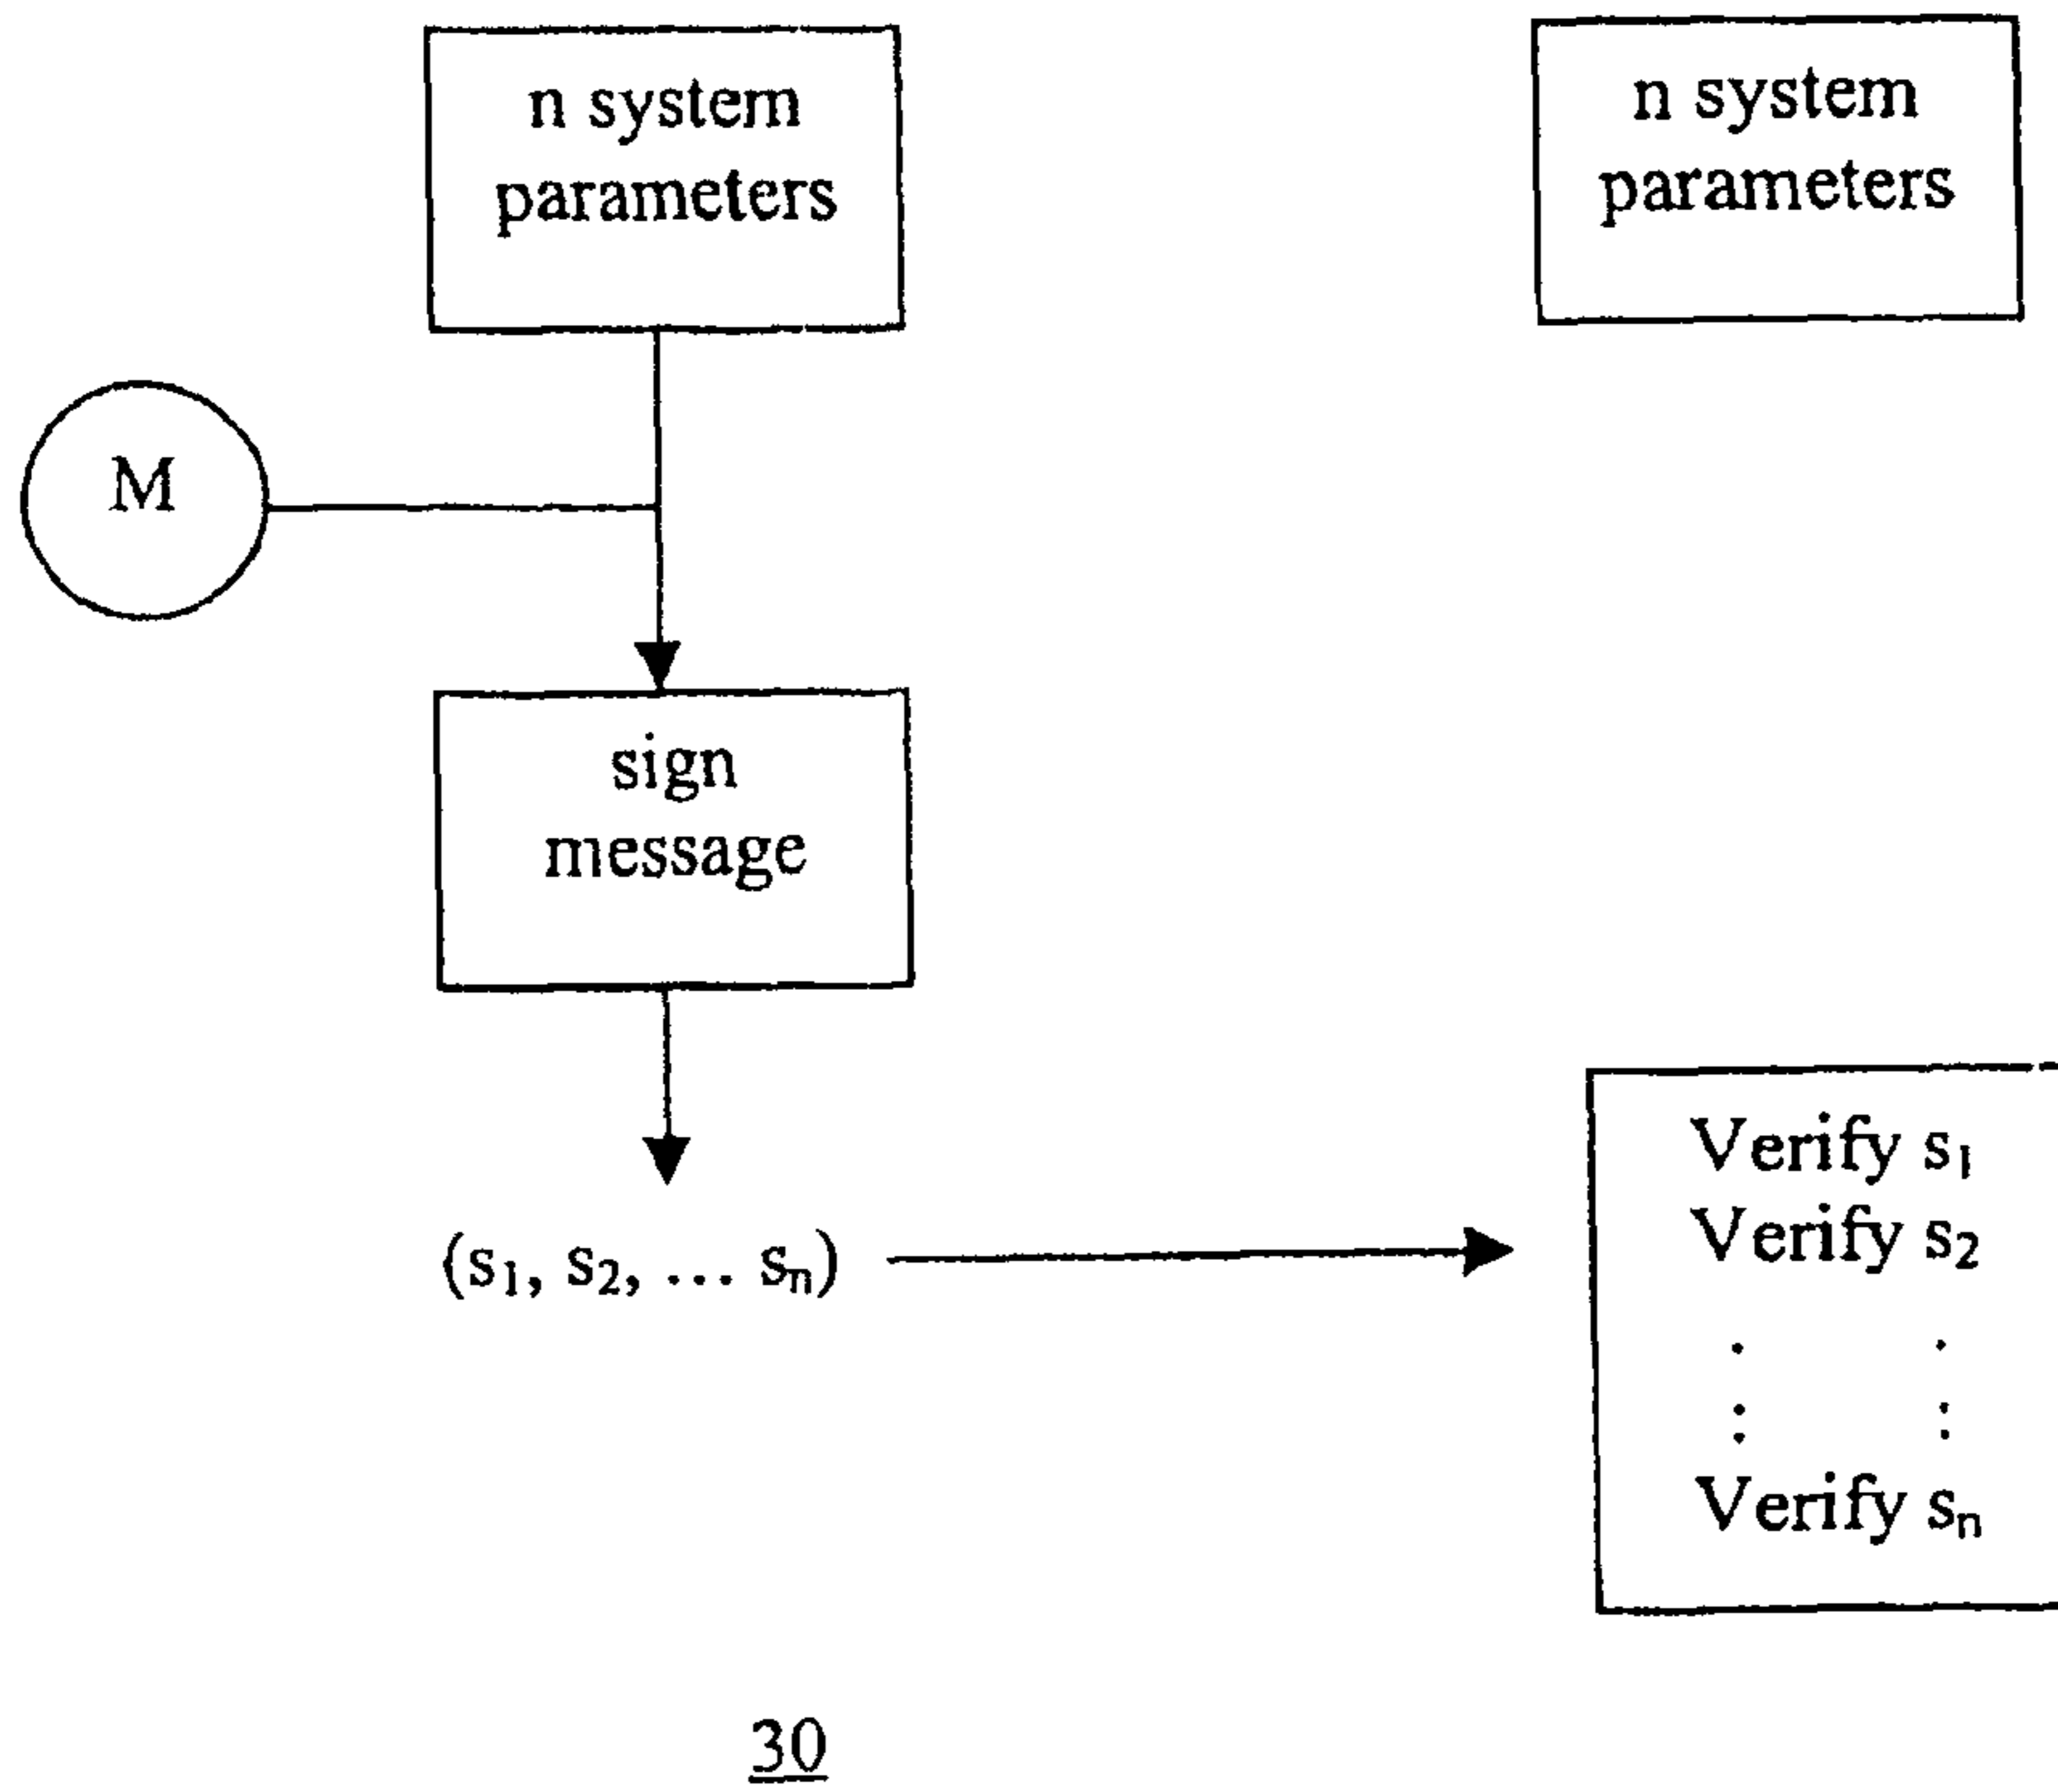 n system
parameters
n system
parameters
M
sign
message
(s₁, s₂, ... sₙ)
Verify s₁
Verify s₂
. .
. .
. .
Verify sₙ
30